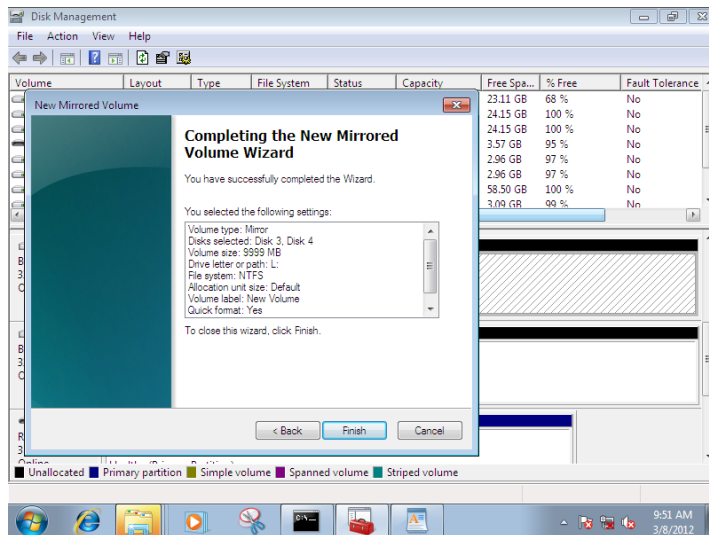 Disk Management
File Action View Help
Volume Layout Type File System Status Capacity Free Spa... % Free Fault Tolerance
New Mirrored Volume
23.11 GB 68 % No
24.15 GB 100 % No
24.15 GB 100 % No
3.57 GB 95 % No
2.96 GB 97 % No
2.96 GB 97 % No
58.50 GB 100 % No
3.09 GB 99 % No
Completing the New Mirrored
Volume Wizard
You have successfully completed the Wizard.
You selected the following settings:
Volume type: Mirror
Disks selected: Disk 3, Disk 4
Volume size: 9999 MB
Drive letter or path: L:
File system: NTFS
Allocation unit size: Default
Volume label: New Volume
Quick format: Yes
To close this wizard, click Finish.
< Back Finish Cancel
Online
Unallocated Primary partition Simple volume Spanned volume Striped volume
9:51 AM
3/8/2012